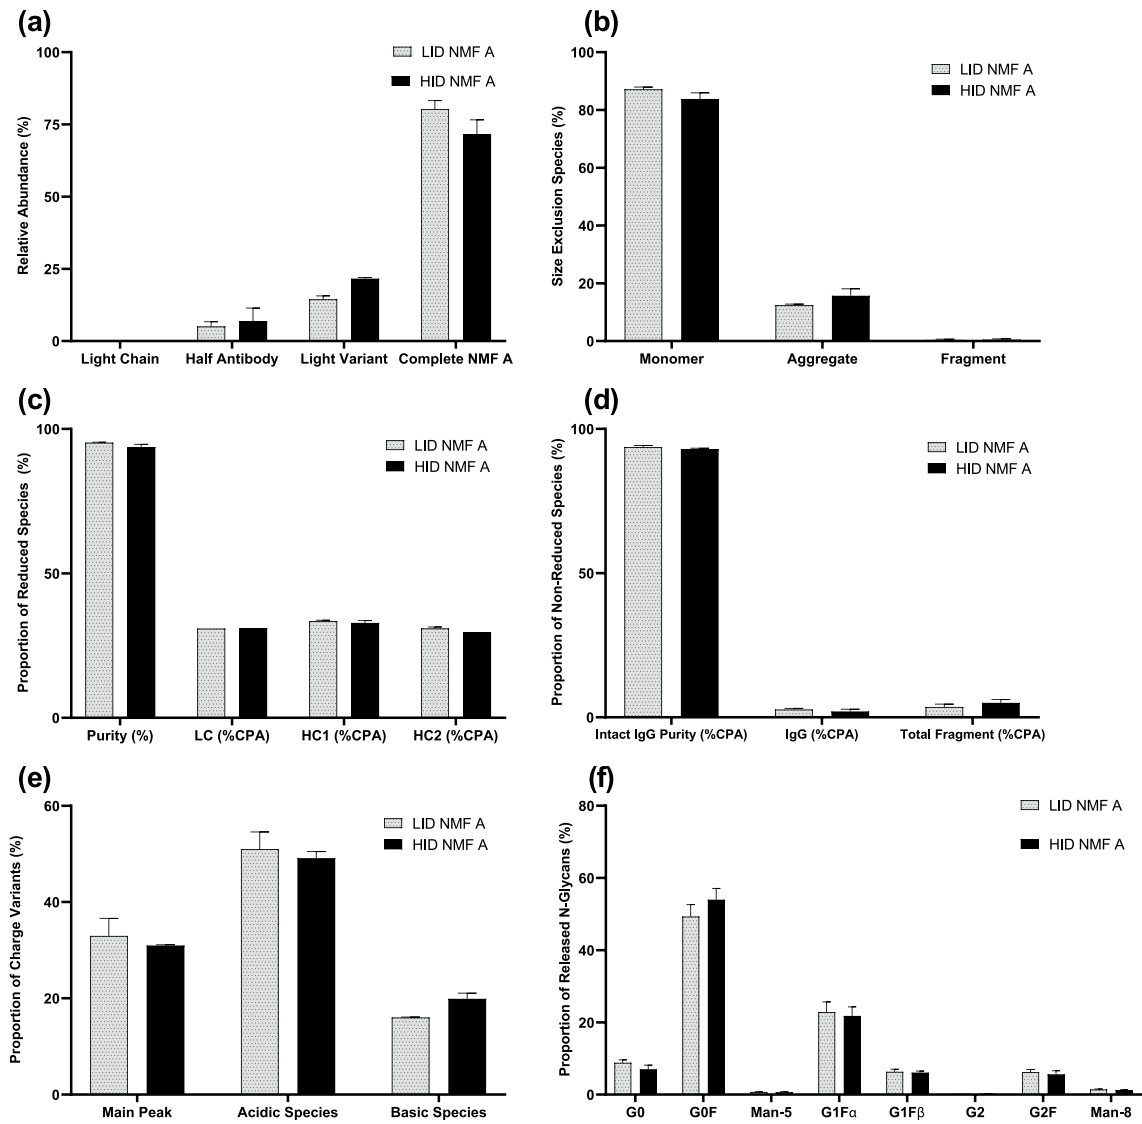 (a)
LID NMF A
HID NMF A
Relative Abundance (%)
100
75
50
25
0
Light Chain Half Antibody Light Variant Complete NMF A
(b)
LID NMF A
HID NMF A
Size Exclusion Species (%)
100
80
60
40
20
0
Monomer Aggregate Fragment
(c)
LID NMF A
HID NMF A
Proportion of Reduced Species (%)
100
50
0
Purity (%) LC (%CPA) HC1 (%CPA) HC2 (%CPA)
(d)
LID NMF A
HID NMF A
Proportion of Non-Reduced Species (%)
100
50
0
Intact IgG Purity (%CPA) IgG (%CPA) Total Fragment (%CPA)
(e)
LID NMF A
HID NMF A
Proportion of Charge Variants (%)
60
40
20
0
Main Peak Acidic Species Basic Species
(f)
LID NMF A
HID NMF A
Proportion of Released N-Glycans (%)
80
60
40
20
0
G0 G0F Man-5 G1Fα G1Fβ G2 G2F Man-8